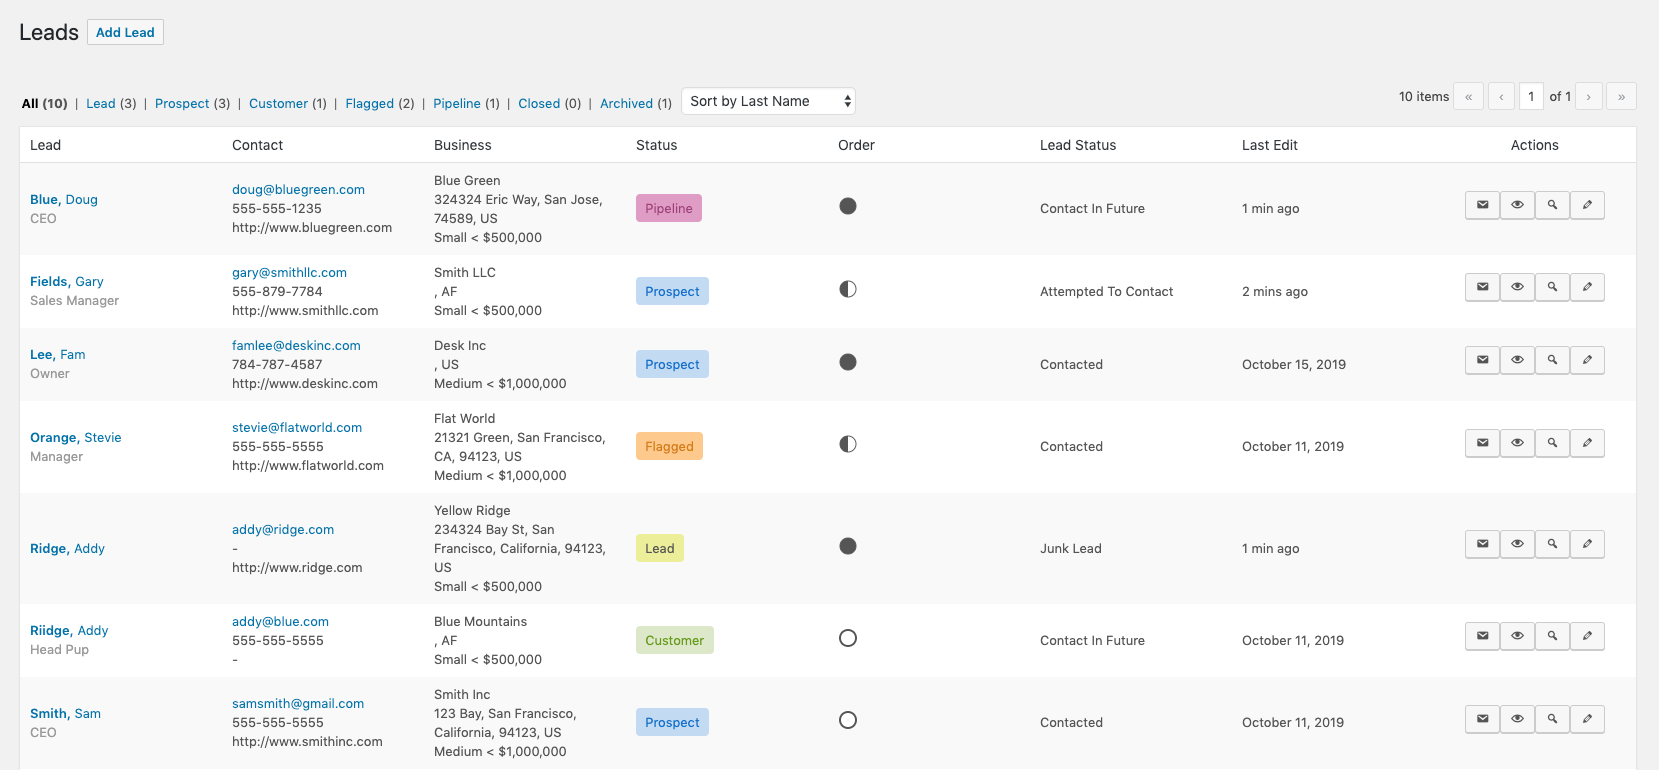 Leads Add Lead
All (10) | Lead (3) | Prospect (3) | Customer (1) | Flagged (2) | Pipeline (1) | Closed (0) | Archived (1) Sort by Last Name 10 items « ‹ 1 of 1 › »
Lead Contact Business Status Order Lead Status Last Edit Actions
Blue, Doug
CEO
doug@bluegreen.com
555-555-1235
http://www.bluegreen.com
Blue Green
324324 Eric Way, San Jose,
74589, US
Small < $500,000
Pipeline
Contact In Future
1 min ago
Fields, Gary
Sales Manager
gary@smithllc.com
555-879-7784
http://www.smithllc.com
Smith LLC
, AF
Small < $500,000
Prospect
Attempted To Contact
2 mins ago
Lee, Fam
Owner
famlee@deskinc.com
784-787-4587
http://www.deskinc.com
Desk Inc
, US
Medium < $1,000,000
Prospect
Contacted
October 15, 2019
Orange, Stevie
Manager
stevie@flatworld.com
555-555-5555
http://www.flatworld.com
Flat World
21321 Green, San Francisco,
CA, 94123, US
Medium < $1,000,000
Flagged
Contacted
October 11, 2019
Ridge, Addy
addy@ridge.com
-
http://www.ridge.com
Yellow Ridge
234324 Bay St, San
Francisco, California, 94123,
US
Small < $500,000
Lead
Junk Lead
1 min ago
Riidge, Addy
Head Pup
addy@blue.com
555-555-5555
-
Blue Mountains
, AF
Small < $500,000
Customer
Contact In Future
October 11, 2019
Smith, Sam
CEO
samsmith@gmail.com
555-555-5555
http://www.smithinc.com
Smith Inc
123 Bay, San Francisco,
California, 94123, US
Medium < $1,000,000
Prospect
Contacted
October 11, 2019